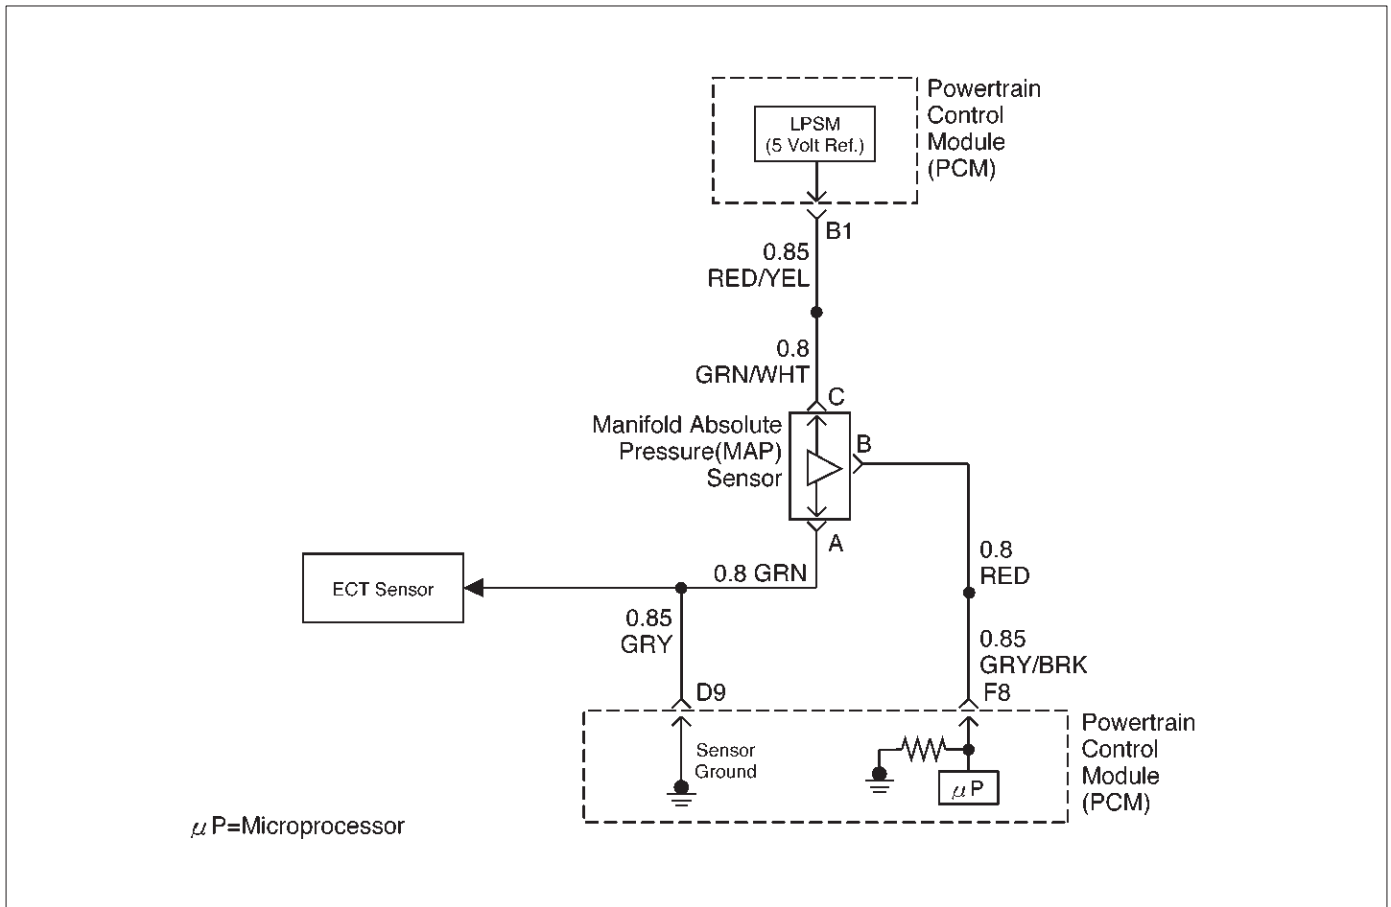 Powertrain
Control
Module
(PCM)
LPSM
(5 Volt Ref.)
B1
0.85
RED/YEL
0.8
GRN/WHT
C
Manifold Absolute
Pressure(MAP)
Sensor
B
A
0.8 GRN
ECT Sensor
0.8
RED
0.85
GRY
0.85
GRY/BRK
D9
F8
Powertrain
Control
Module
(PCM)
Sensor
Ground
μP
μP=Microprocessor